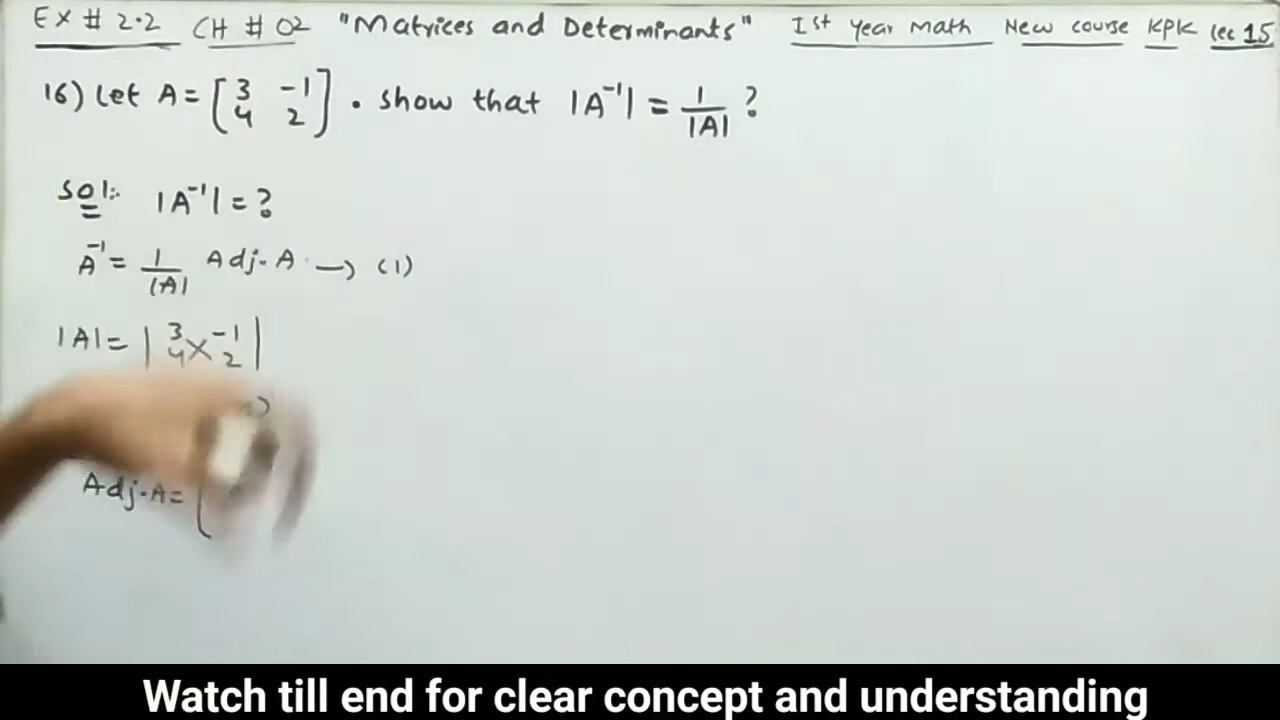 EX # 2.2 CH # 02 "Matrices and Determinants" Ist Year Math New course KPK Lec 15
16) Let A = [3 -1
4 2] . show that |A⁻¹| = 1/|A| ?
Sol: |A⁻¹| = ?
A⁻¹ = 1/|A| Adj. A → (1)
|A| = | 3 -1
4 2 |
Adj. A = [
Watch till end for clear concept and understanding